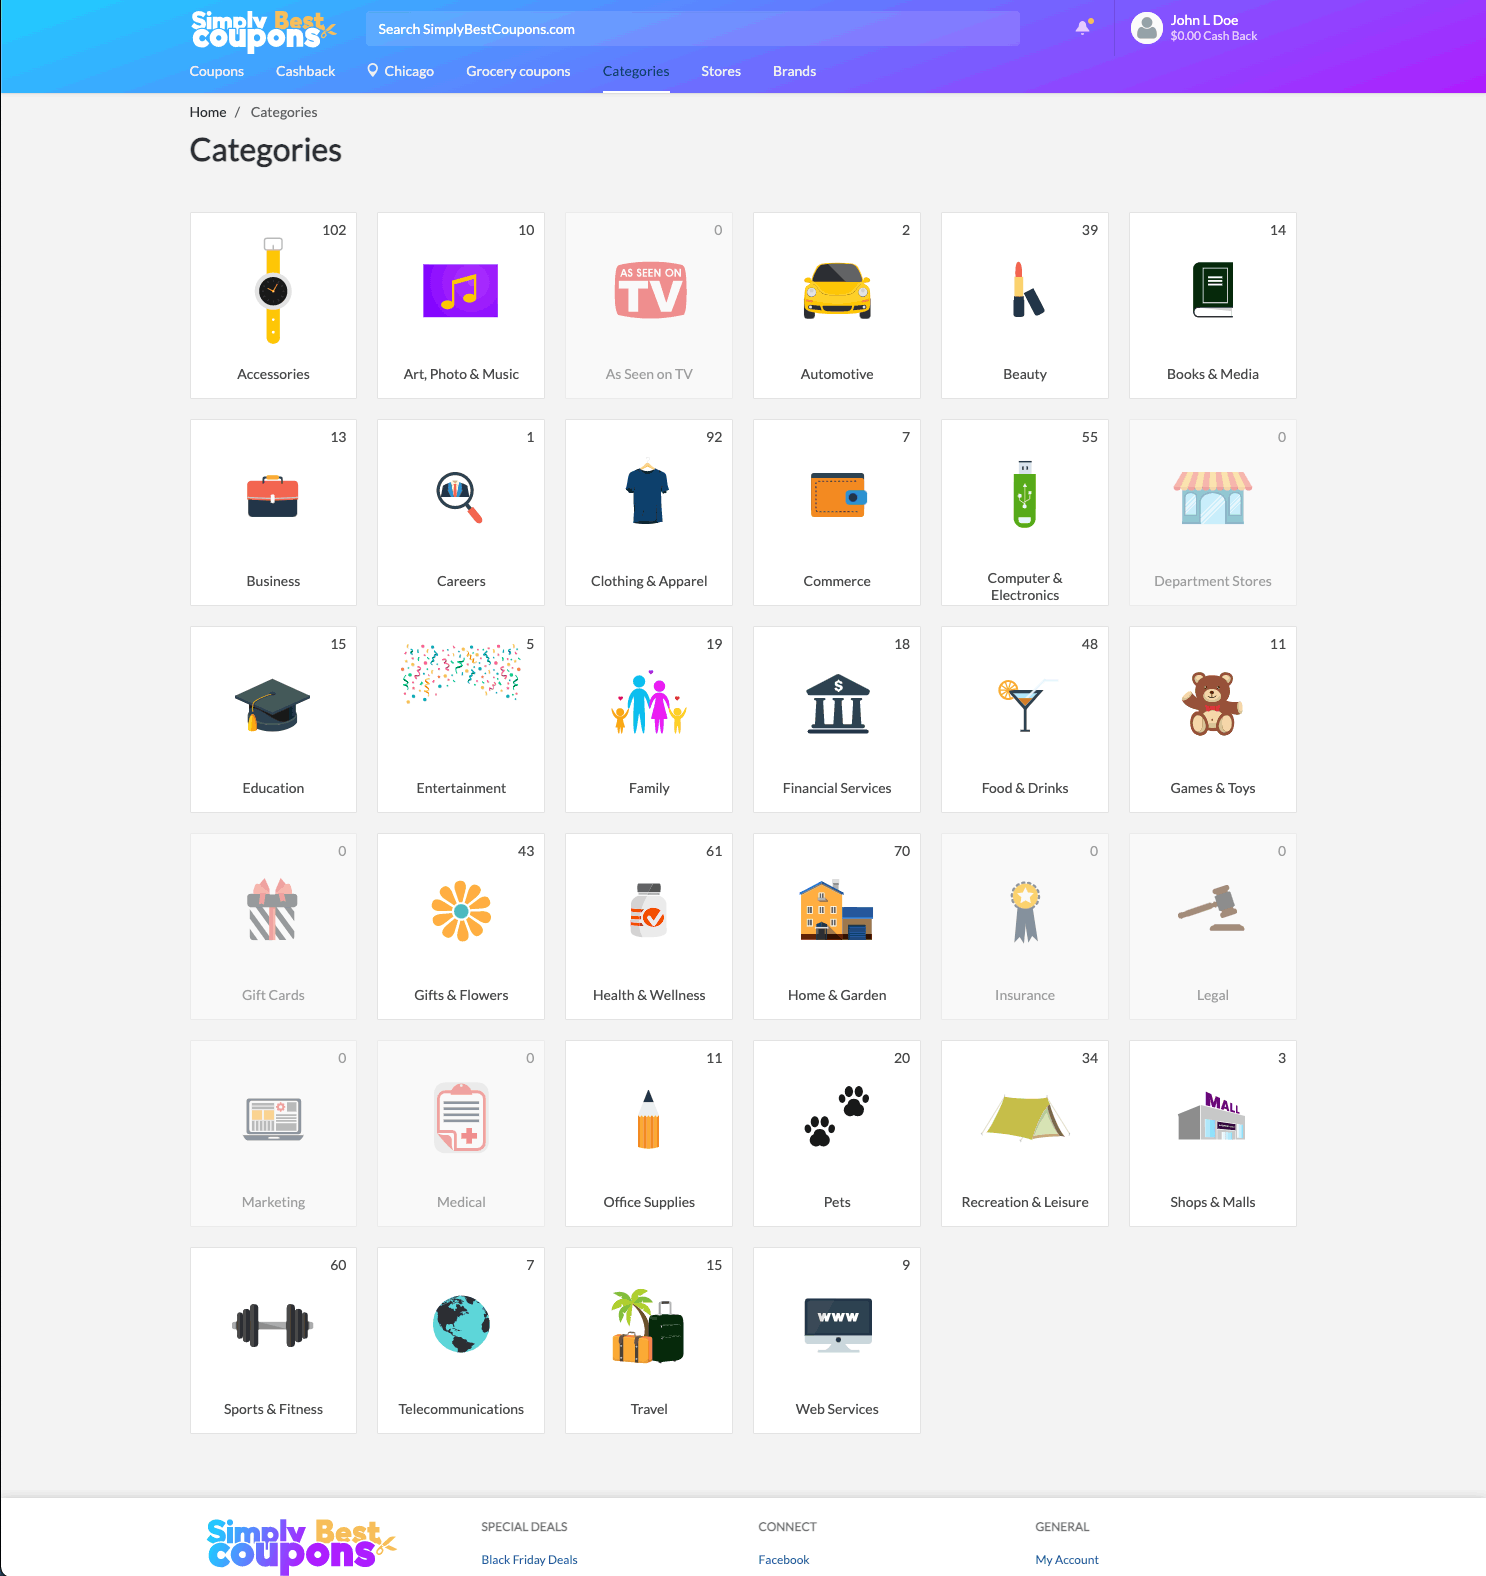 Simply Best
coupons
Search SimplyBestCoupons.com
John L Doe
$0.00 Cash Back
Coupons Cashback Chicago Grocery coupons Categories Stores Brands
Home / Categories
Categories
102 10 0 2 39 14
AS SEEN ON
TV
Accessories Art, Photo & Music As Seen on TV Automotive Beauty Books & Media
13 1 92 7 55 0
Business Careers Clothing & Apparel Commerce Computer & Department Stores
Electronics
15 5 19 18 48 11
$
Education Entertainment Family Financial Services Food & Drinks Games & Toys
0 43 61 70 0 0
Gift Cards Gifts & Flowers Health & Wellness Home & Garden Insurance Legal
0 0 11 20 34 3
MALL
Marketing Medical Office Supplies Pets Recreation & Leisure Shops & Malls
60 7 15 9
WWW
Sports & Fitness Telecommunications Travel Web Services
Simply Best
coupons
SPECIAL DEALS CONNECT GENERAL
Black Friday Deals Facebook My Account